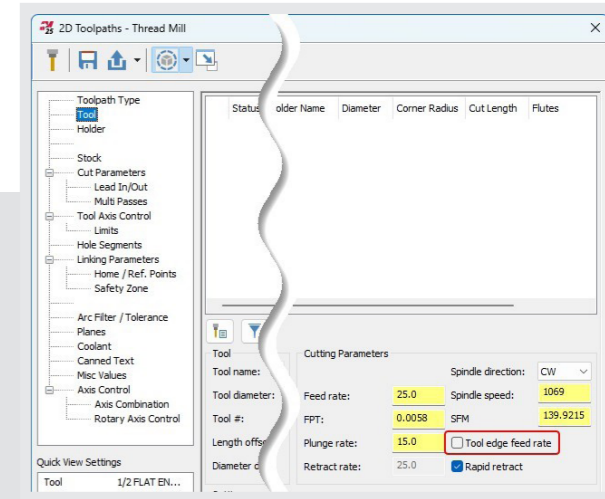 25 2D Toolpaths - Thread Mill
Toolpath Type
Tool
Holder
Stock
Cut Parameters
Lead In/Out
Multi Passes
Tool Axis Control
Limits
Hole Segments
Linking Parameters
Home / Ref. Points
Safety Zone
Arc Filter / Tolerance
Planes
Coolant
Canned Text
Misc Values
Axis Control
Axis Combination
Rotary Axis Control
Quick View Settings
Tool 1/2 FLAT EN...
Status older Name Diameter Corner Radius Cut Length Flutes
Tool Cutting Parameters
Tool name: Spindle direction: CW
Tool diameter: Feed rate: 25.0 Spindle speed: 1069
Tool #: FPT: 0.0058 SFM 139.9215
Length offse Plunge rate: 15.0 Tool edge feed rate
Diameter o Retract rate: 25.0 Rapid retract